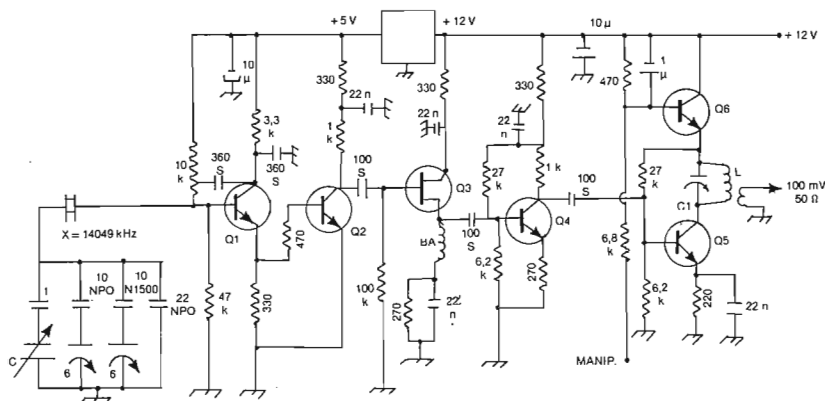 + 5 V
+ 12 V
10 µ
+ 12 V
10 µ
330
330
330
470
1 µ
Q6
22 n
22 n
22 n
3,3 k
1 k
1 k
10 k
360 S
360 S
100 S
Q3
27 k
100 S
27 k
L
C1
100 mV
50 Ω
X = 14049 kHz
Q1
Q2
470
Q4
Q5
100 S
BA
6,8 k
1
10 NPO
10 N1500
22 NPO
47 k
330
100 k
270
22 n
6,2 k
270
6,2 k
220
22 n
C
6
6
MANIP.